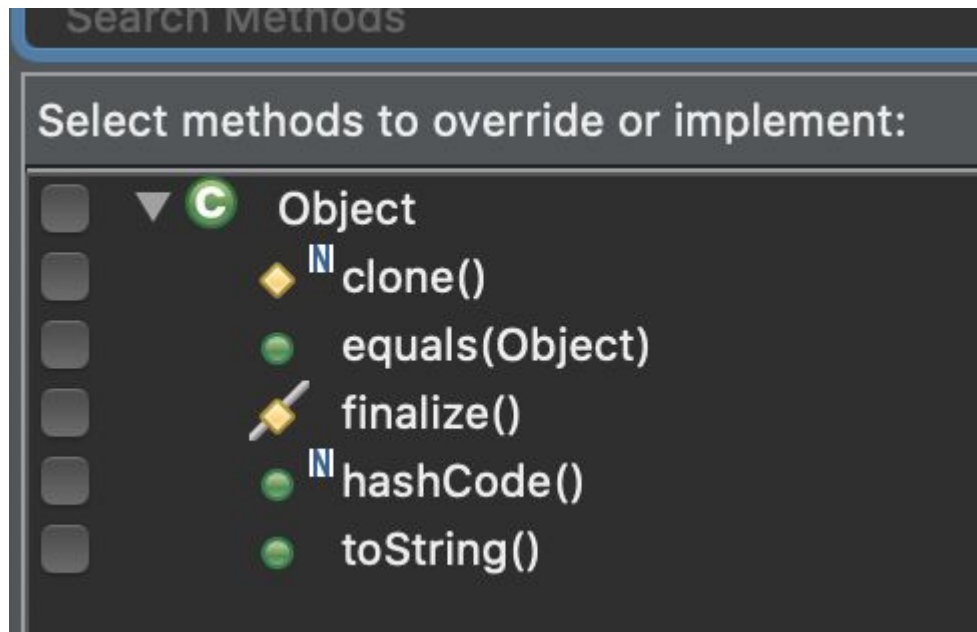 Search Methods
Select methods to override or implement:
C Object
N clone()
equals(Object)
finalize()
N hashCode()
toString()